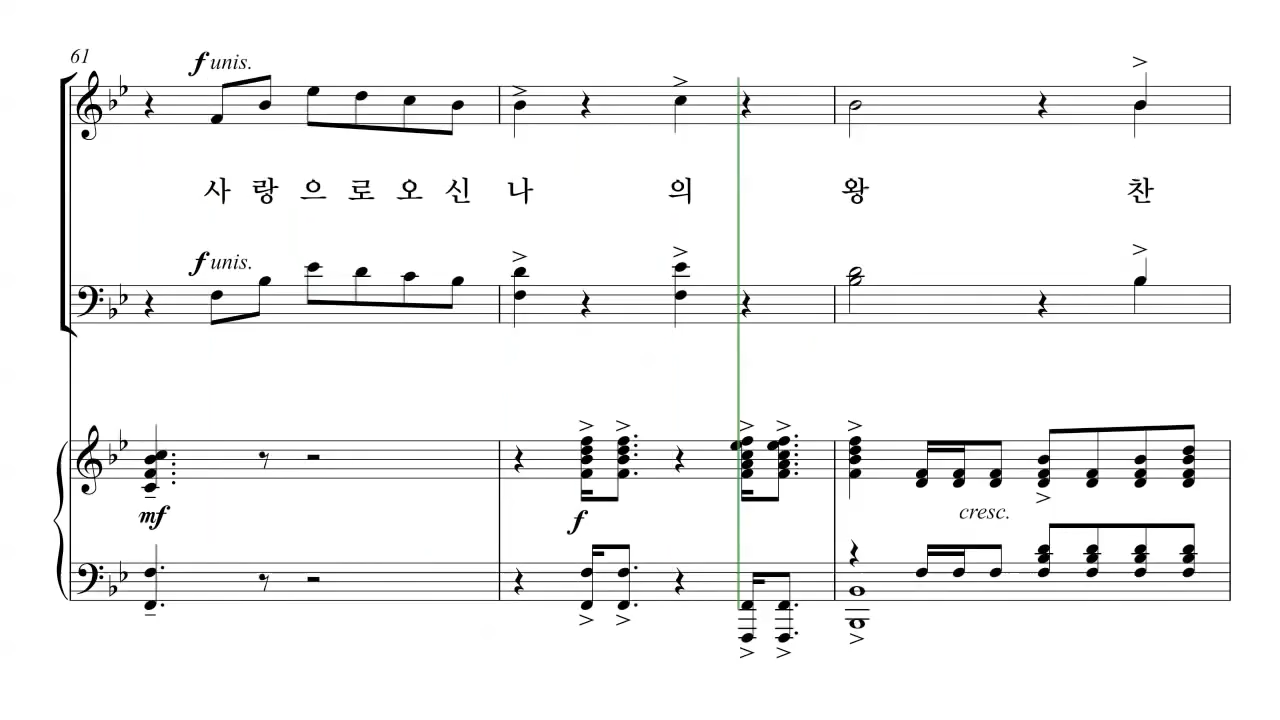 61
f unis.
사 랑 으 로 오 신 나 의 왕 찬
f unis.
mf
f
cresc.